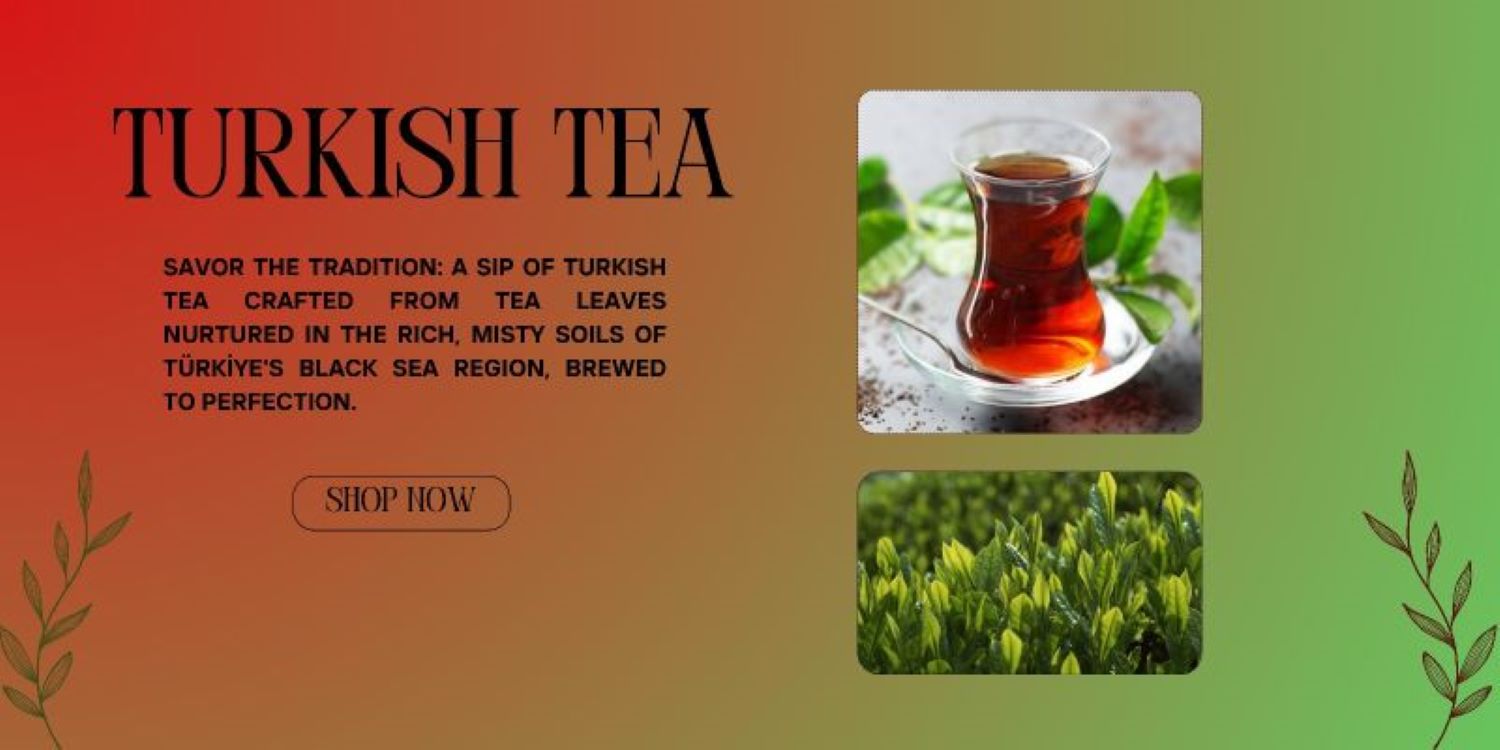 TURKISH TEA
SAVOR THE TRADITION: A SIP OF TURKISH
TEA CRAFTED FROM TEA LEAVES
NURTURED IN THE RICH, MISTY SOILS OF
TÜRKİYE'S BLACK SEA REGION, BREWED
TO PERFECTION.
SHOP NOW